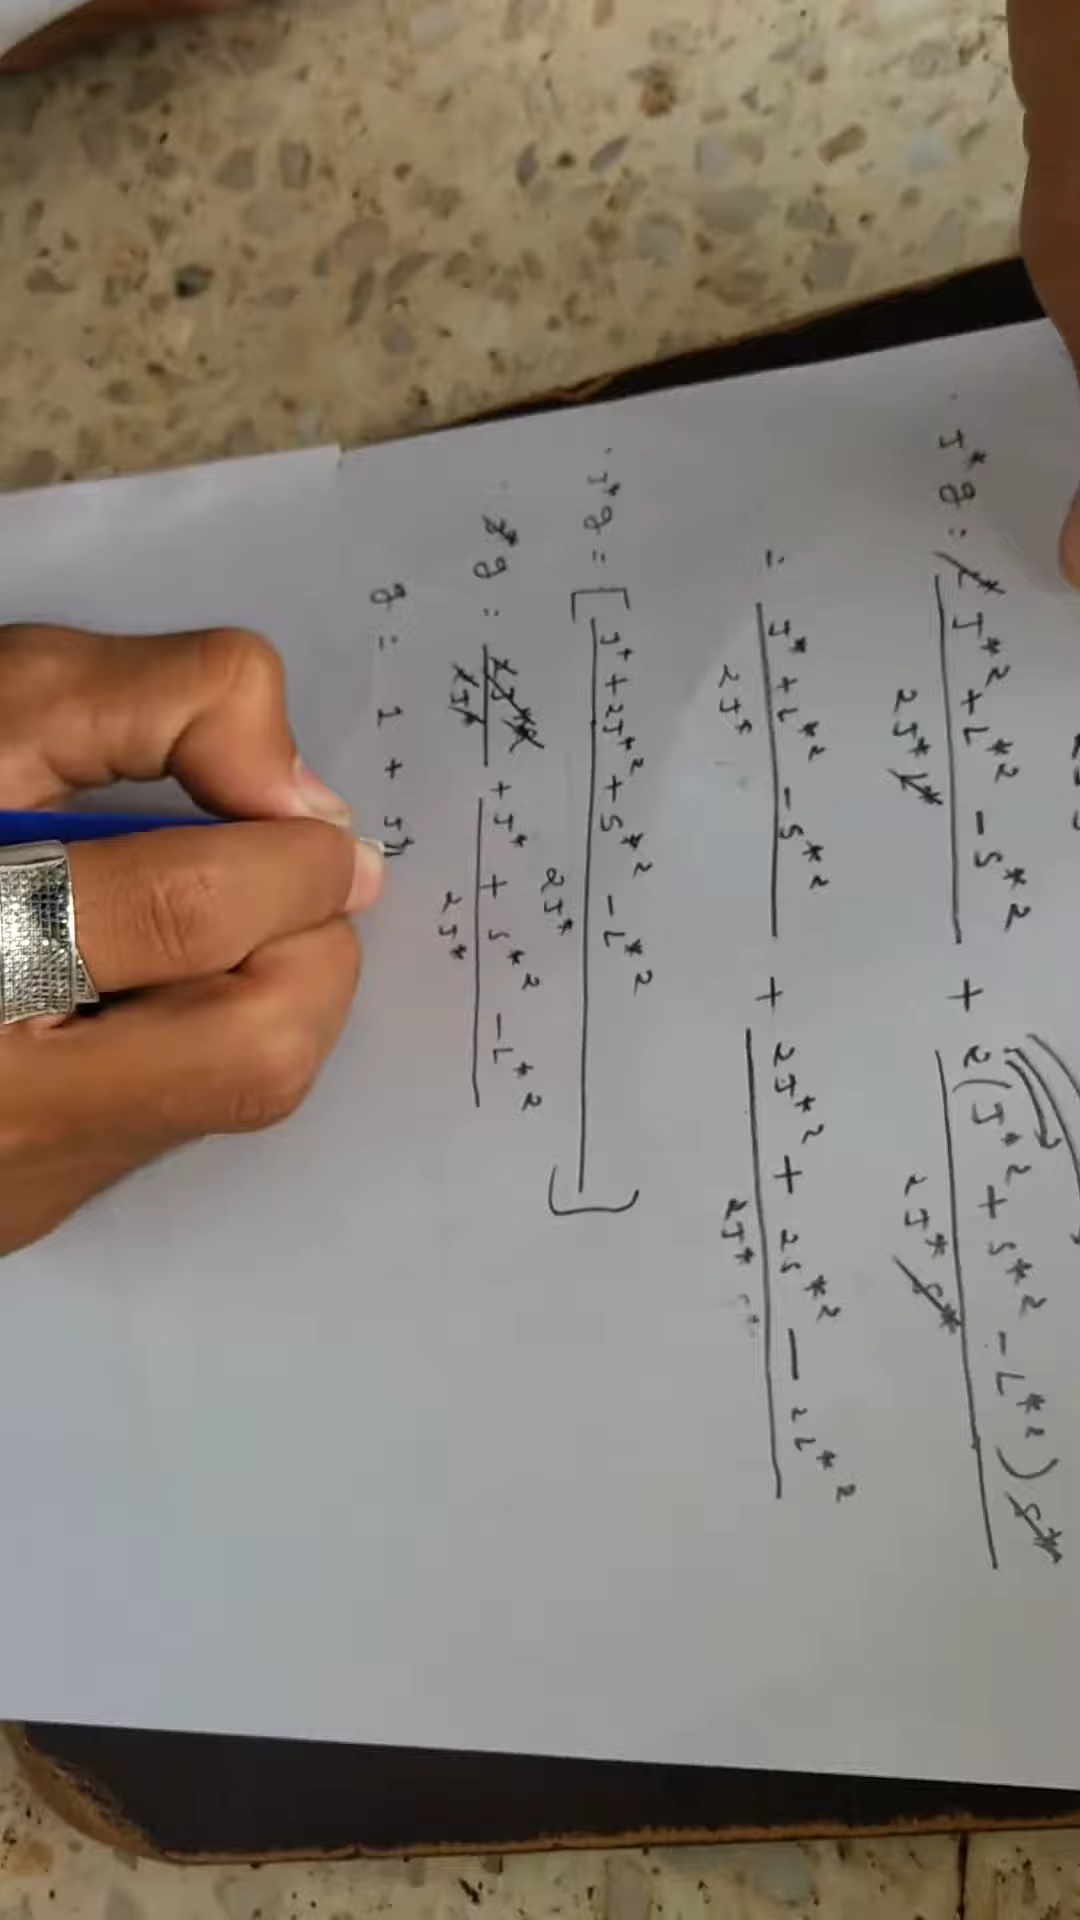 J* g = L* J*² + L*² - S*² / 2J* L* + 2(J*² + S*² - L*²) S* / 2J* S*
= J* + L*² - S*² / 2J* + 2J*² + 2S*² - 2L*² / 2J*
J* g = [J* + 2J*² + S*² - L*² / 2J*]
J* g = 2J*² / 2J* + J* + S*² - L*² / 2J*
g = 1 + J*